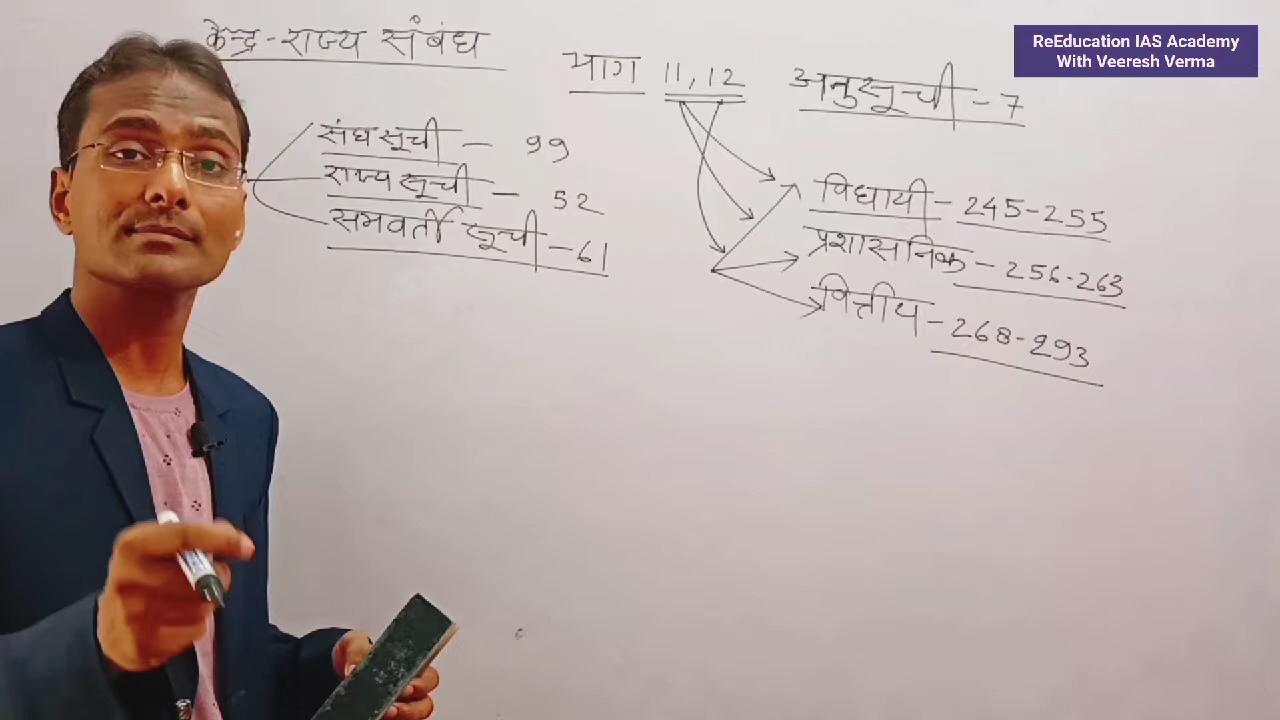 केन्द्र-राज्य संबंध
भाग 11,12 अनुसूची-7
ReEducation IAS Academy
With Veeresh Verma
संघ सूची - 99
राज्य सूची - 52
समवर्ती सूची - 61
विधायी - 245-255
प्रशासनिक - 256-263
वित्तीय - 268-293